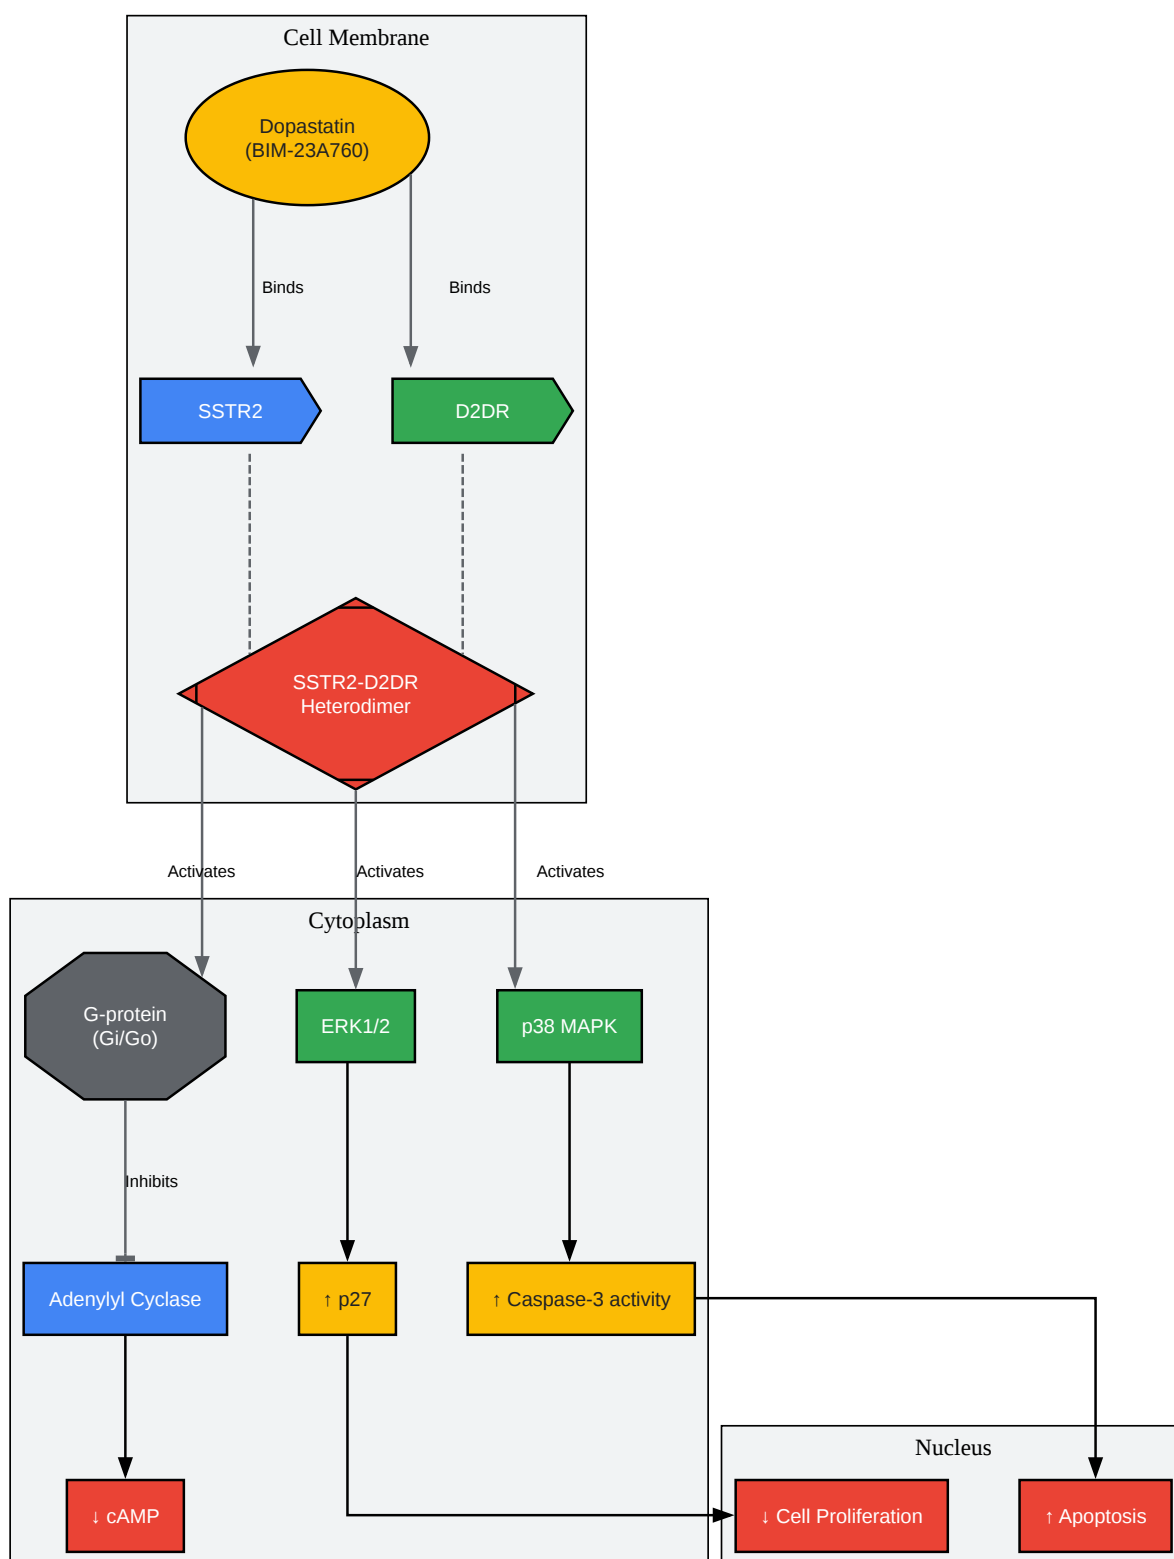 Cell Membrane
Dopastatin
(BIM-23A760)
Binds
Binds
SSTR2
D2DR
SSTR2-D2DR
Heterodimer
Activates
Activates
Activates
Cytoplasm
G-protein
(Gi/Go)
ERK1/2
p38 MAPK
Inhibits
Adenylyl Cyclase
↑ p27
↑ Caspase-3 activity
Nucleus
↓ cAMP
↓ Cell Proliferation
↑ Apoptosis